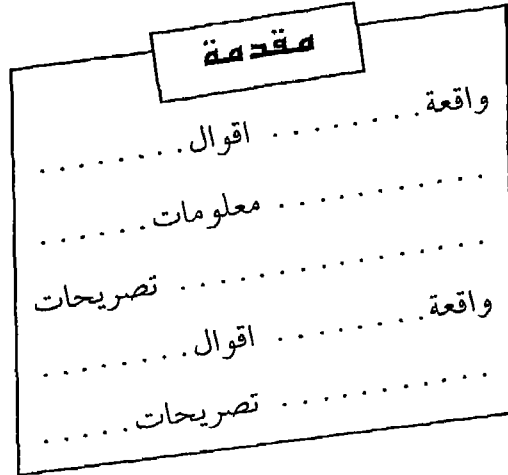 مقدمة
واقعة . . . . . . . . اقوال . . . . . . . .
. . . . . . . . . . . معلومات . . . . . .
. . . . . . . . . . . . . . . . تصريحات
واقعة . . . . . . . . اقوال . . . . . . . .
. . . . . . . . . . . تصريحات . . . . .